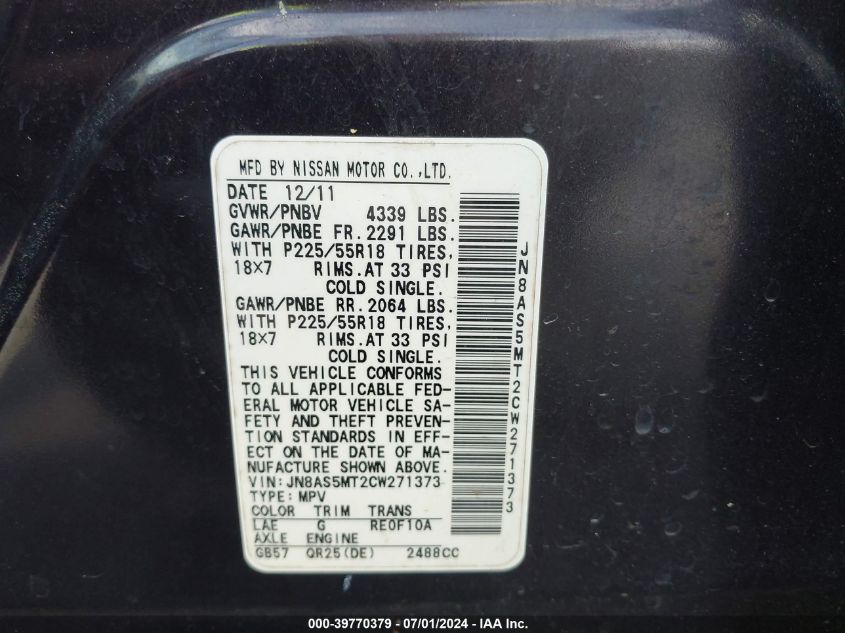 MFD BY NISSAN MOTOR CO.,LTD.
DATE 12/11
GVWR/PNBV 4339 LBS.
GAWR/PNBE FR. 2291 LBS.
WITH P225/55R18 TIRES,
18X7 RIMS. AT 33 PSI
COLD SINGLE.
GAWR/PNBE RR. 2064 LBS.
WITH P225/55R18 TIRES,
18X7 RIMS. AT 33 PSI
COLD SINGLE.
THIS VEHICLE CONFORMS
TO ALL APPLICABLE FED-
ERAL MOTOR VEHICLE SA-
FETY AND THEFT PREVEN-
TION STANDARDS IN EFF-
ECT ON THE DATE OF MA-
NUFACTURE SHOWN ABOVE.
VIN:JN8AS5MT2CW271373
TYPE: MPV
COLOR TRIM TRANS
LAE G RE0F10A
AXLE ENGINE
GB57 QR25(DE) 2488CC
JN8AS5MT2CW271373
000-39770379 - 07/01/2024 - IAA Inc.